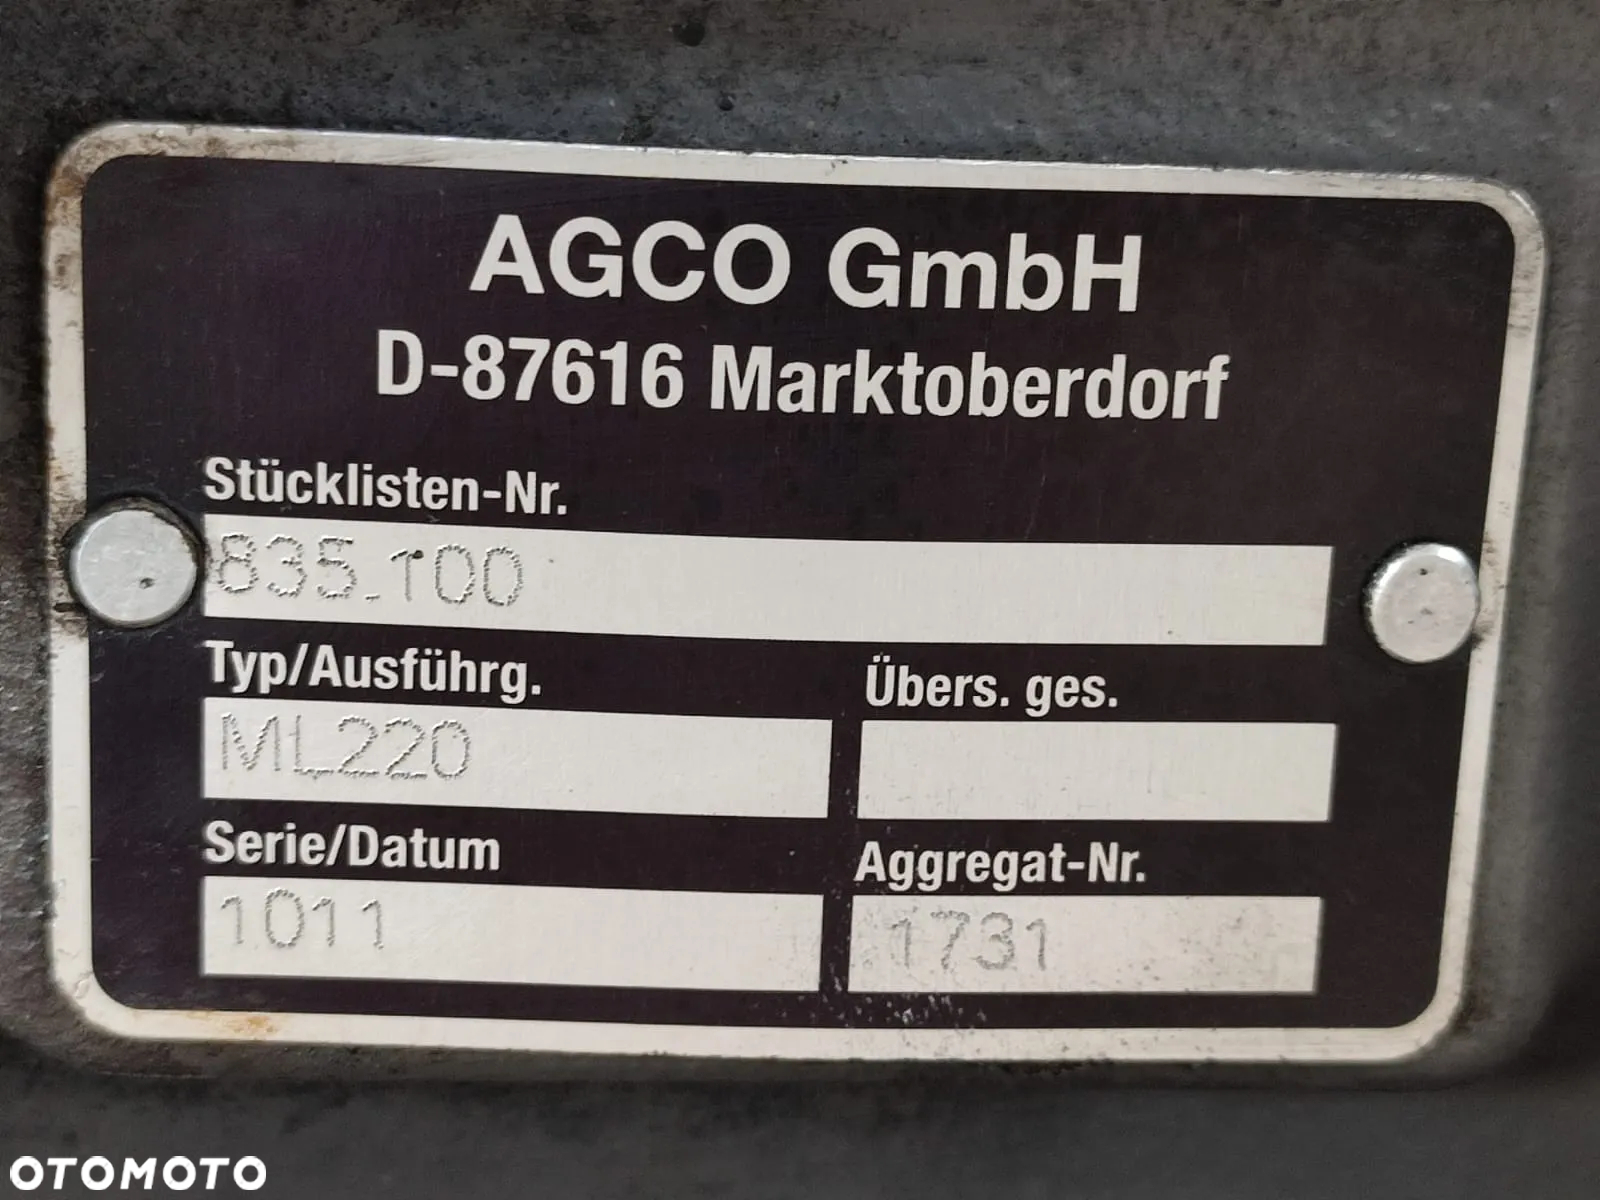 AGCO GmbH
D-87616 Marktoberdorf
Stücklisten-Nr.
835.100
Typ/Ausführg.
Übers. ges.
ML220
Serie/Datum
Aggregat-Nr.
1011
1731
OTOMOTO